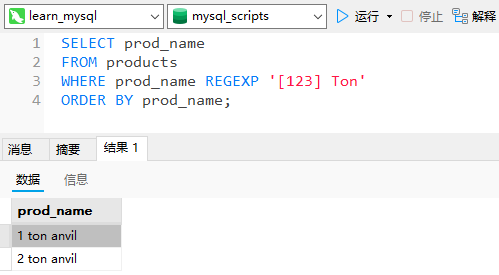 learn_mysql mysql_scripts 运行 停止 解释
1 SELECT prod_name
2 FROM products
3 WHERE prod_name REGEXP '[123] Ton'
4 ORDER BY prod_name;
消息 摘要 结果 1
数据 信息
prod_name
1 ton anvil
2 ton anvil